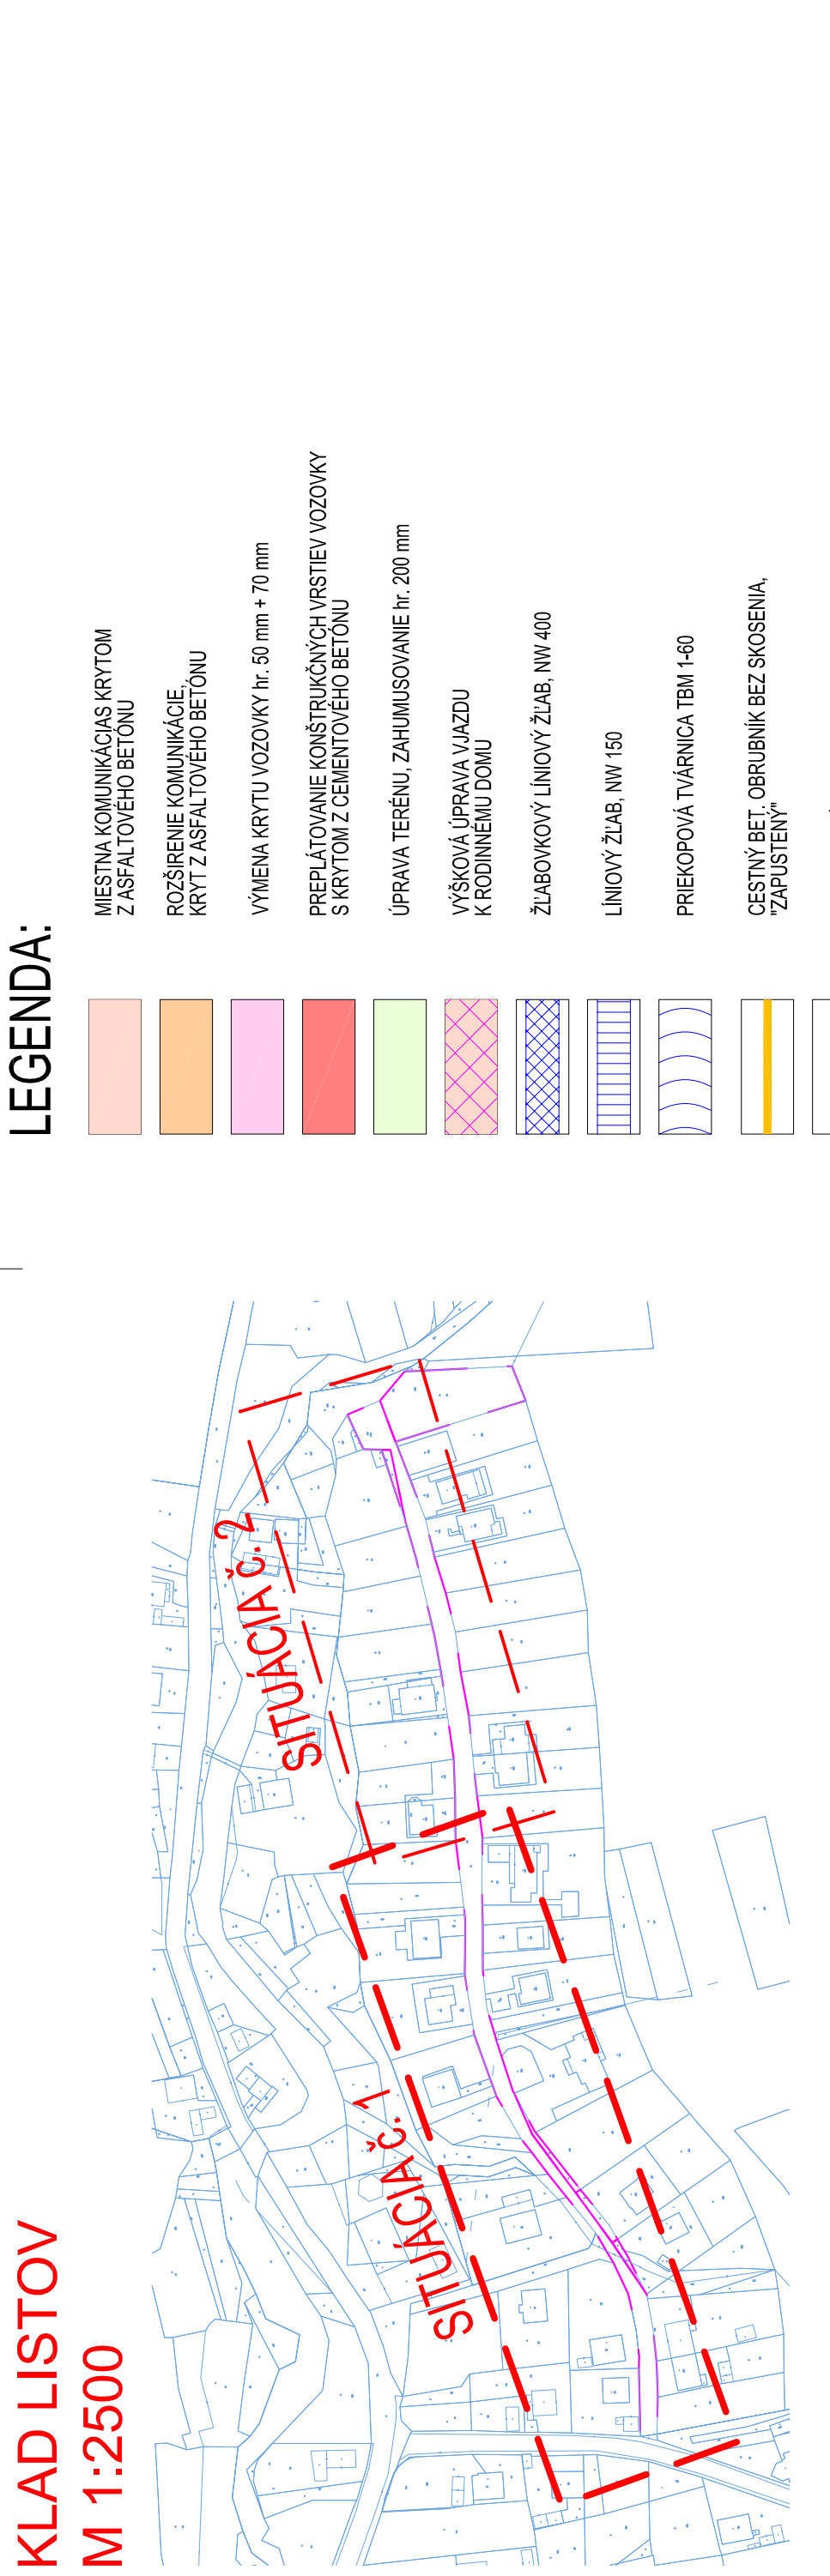 KLAD LISTOV
M 1:2500
SITUÁCIA č. 1
SITUÁCIA č. 2
LEGENDA:
MIESTNA KOMUNIKÁCIAS KRYTOM
Z ASFALTOVÉHO BETÓNU
ROZŠÍRENIE KOMUNIKÁCIE,
KRYT Z ASFALTOVÉHO BETÓNU
VÝMENA KRYTU VOZOVKY hr. 50 mm + 70 mm
PREPLÁTOVANIE KONŠTRUKČNÝCH VRSTIEV VOZOVKY
S KRYTOM Z CEMENTOVÉHO BETÓNU
ÚPRAVA TERÉNU, ZAHUMUSOVANIE hr. 200 mm
VÝŠKOVÁ ÚPRAVA VJAZDU
K RODINNÉMU DOMU
ŽĽABOVKOVÝ LÍNIOVÝ ŽĽAB, NW 400
LÍNIOVÝ ŽĽAB, NW 150
PRIEKOPOVÁ TVÁRNICA TBM 1-60
CESTNÝ BET. OBRUBNÍK BEZ SKOSENIA,
"ZAPUSTENÝ"